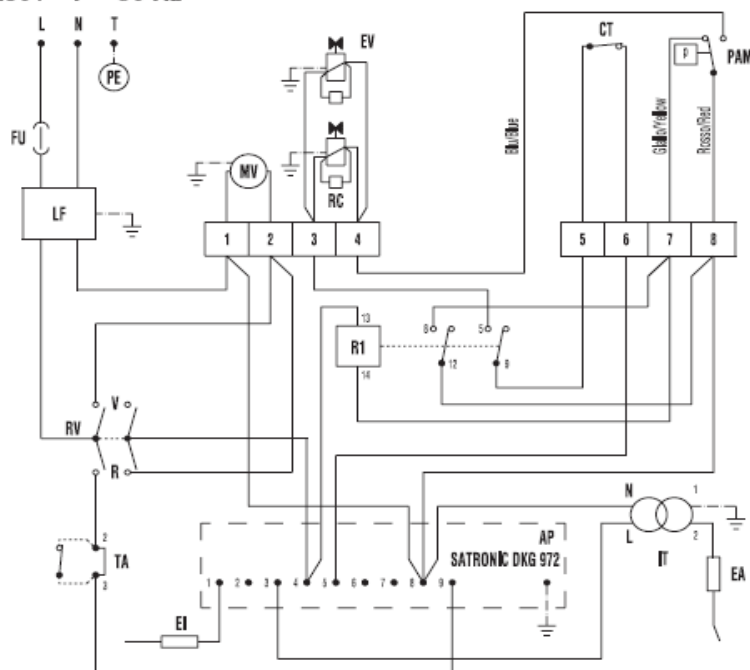 L N T
PE
FU
LF
MV
EV
RC
CT
PAM
P
Blu/Blue
Giallo/Yellow
Rosso/Red
1 2 3 4
5 6 7 8
13
R1
14
6 5
12 9
V
RV
R
2
TA
3
N 1
L 2
IT
EA
AP
SATRONIC DKG 972
1 2 3 4 5 6 7 8 9
EI